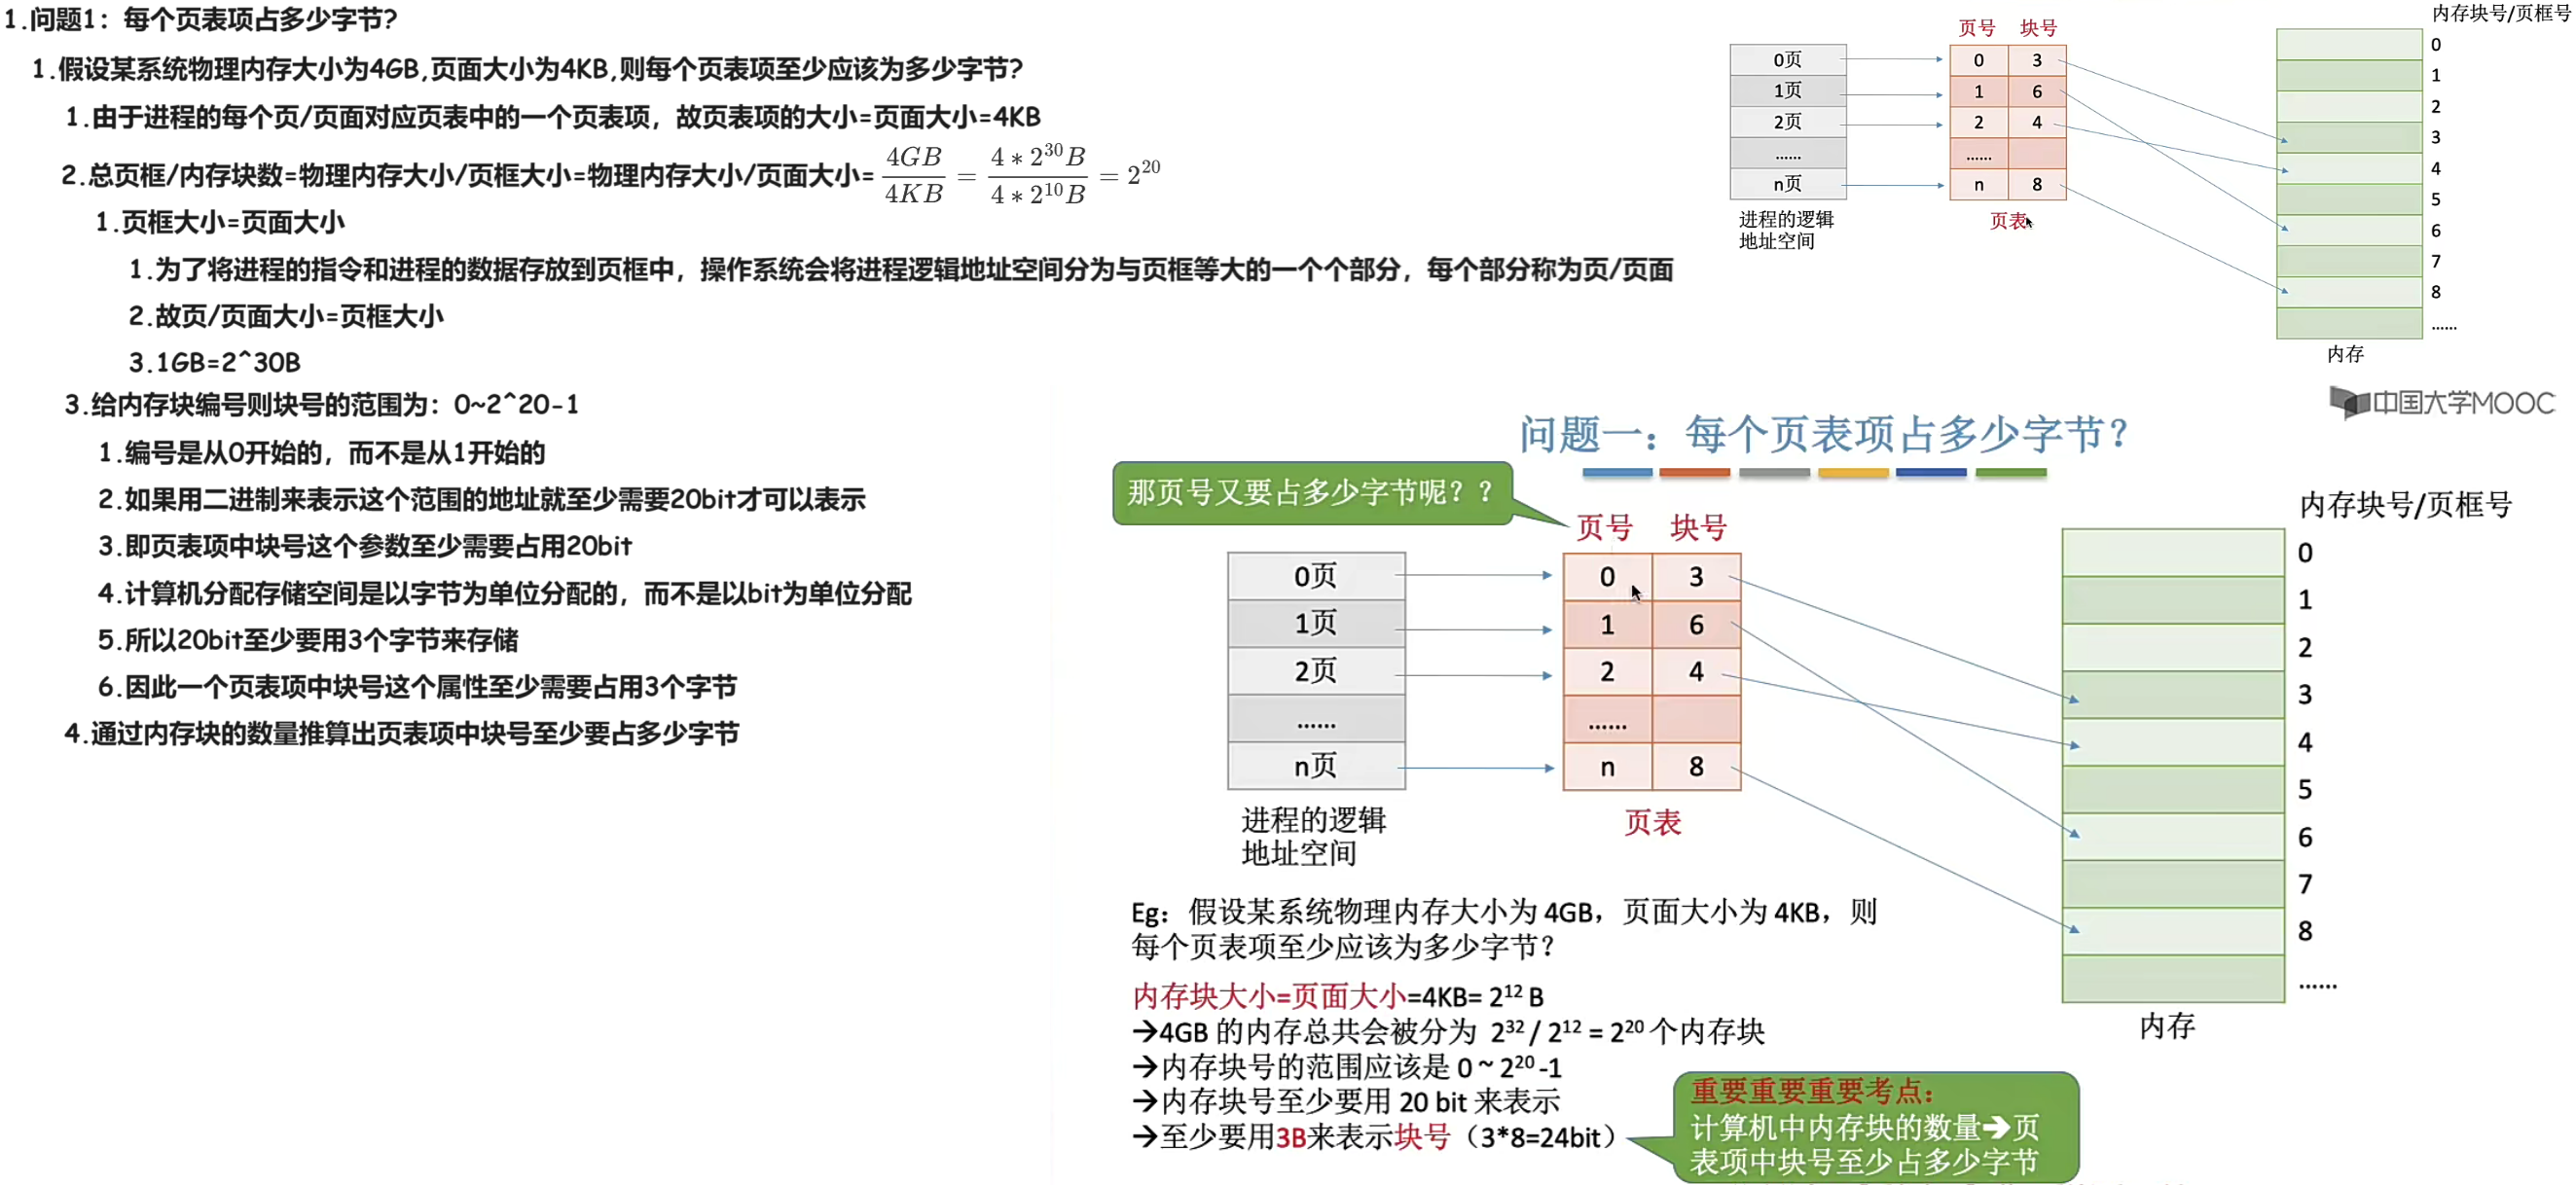 1.问题1：每个页表项占多少字节?
1.假设某系统物理内存大小为4GB,页面大小为4KB,则每个页表项至少应该为多少字节?
1.由于进程的每个页/页面对应页表中的一个页表项，故页表项的大小=页面大小=4KB
2.总页框/内存块数=物理内存大小/页框大小=物理内存大小/页面大小= 4GB / 4KB = 4 * 2^30 B / 4 * 2^10 B = 2^20
1.页框大小=页面大小
1.为了将进程的指令和进程的数据存放到页框中，操作系统会将进程逻辑地址空间分为与页框等大的一个个部分，每个部分称为页/页面
2.故页/页面大小=页框大小
3.1GB=2^30B
3.给内存块编号则块号的范围为：0~2^20-1
1.编号是从0开始的，而不是从1开始的
2.如果用二进制来表示这个范围的地址就至少需要20bit才可以表示
3.即页表项中块号这个参数至少需要占用20bit
4.计算机分配存储空间是以字节为单位分配的，而不是以bit为单位分配
5.所以20bit至少要用3个字节来存储
6.因此一个页表项中块号这个属性至少需要占用3个字节
4.通过内存块的数量推算出页表项中块号至少要占多少字节
内存块号/页框号
页号 块号
0页 0 3
1页 1 6
2页 2 4
...... ......
n页 n 8
进程的逻辑
地址空间
页表
0
1
2
3
4
5
6
7
8
......
内存
中国大学MOOC
问题一：每个页表项占多少字节？
那页号又要占多少字节呢？？
内存块号/页框号
页号 块号
0页 0 3
1页 1 6
2页 2 4
...... ......
n页 n 8
进程的逻辑
地址空间
页表
0
1
2
3
4
5
6
7
8
......
内存
Eg：假设某系统物理内存大小为 4GB，页面大小为 4KB，则
每个页表项至少应该为多少字节？
内存块大小=页面大小=4KB= 2^12 B
→4GB 的内存总共会被分为 2^32 / 2^12 = 2^20 个内存块
→内存块号的范围应该是 0 ~ 2^20 -1
→内存块号至少要用 20 bit 来表示
→至少要用3B来表示块号（3*8=24bit）
重要重要重要考点：
计算机中内存块的数量→页
表项中块号至少占多少字节